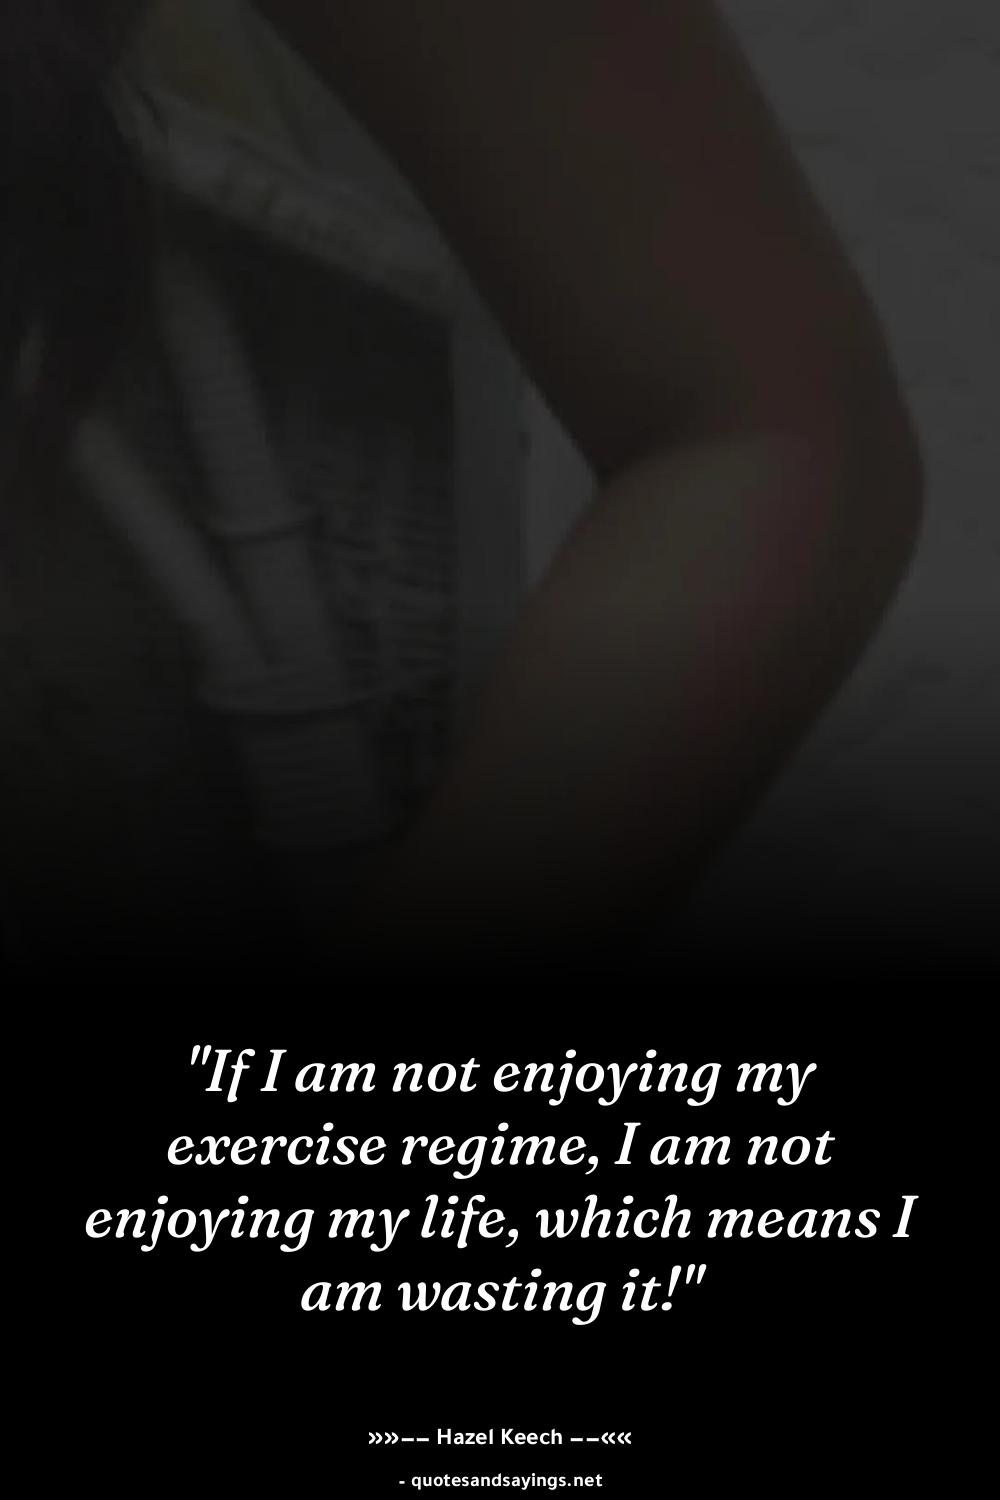 "If I am not enjoying my
exercise regime, I am not
enjoying my life, which means I
am wasting it!"
»»−− Hazel Keech −−««
- quotesandsayings.net